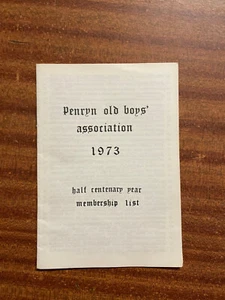 Penryn old boys'
association
1973
half centenary year
membership list